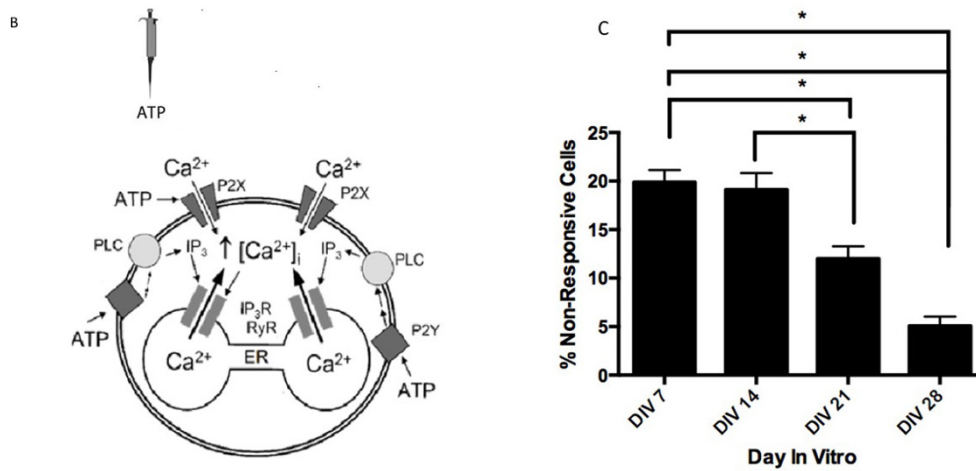 B
ATP
Ca²⁺ Ca²⁺
P2X P2X
ATP
PLC IP₃ ↑ [Ca²⁺]ᵢ IP₃ PLC
IP₃R
RyR
P2Y
ATP
Ca²⁺ ER Ca²⁺
ATP
C
*
*
*
*
% Non-Responsive Cells
25
20
15
10
5
0
DIV 7 DIV 14 DIV 21 DIV 28
Day In Vitro